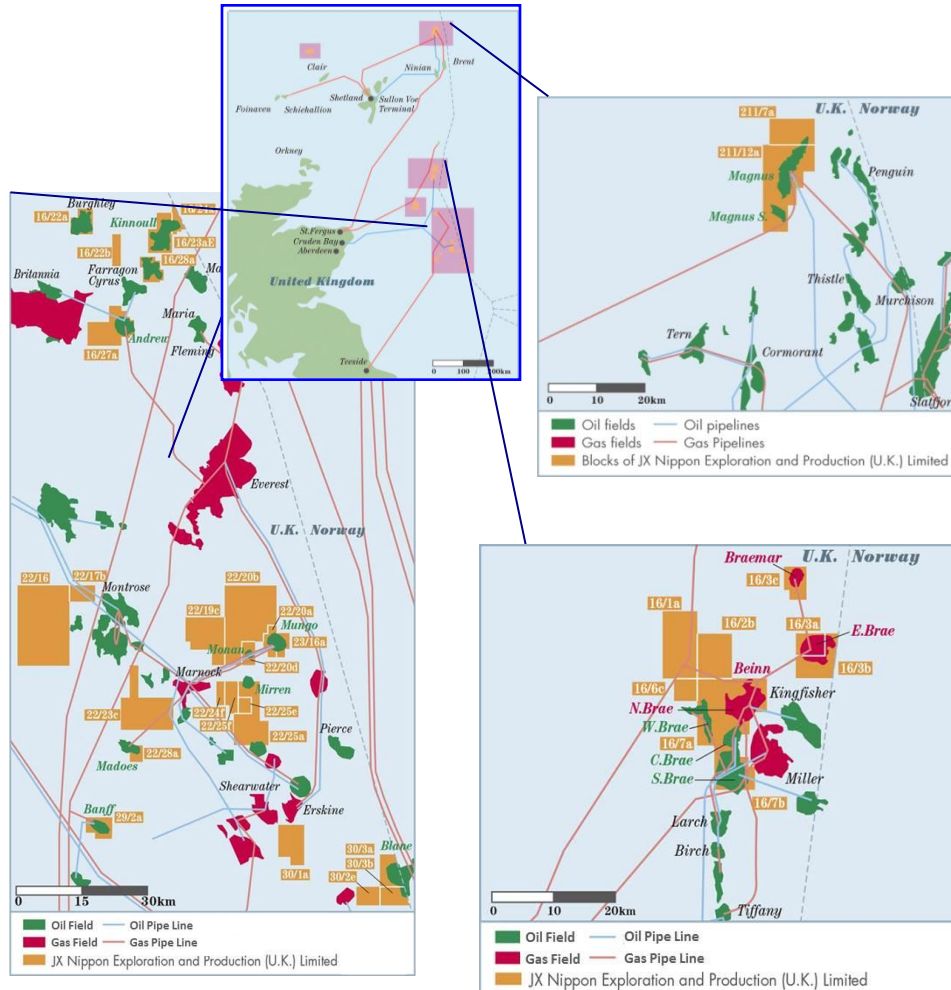 Clair
Ninian
Brent
Foinaven
Schiehallion
Shetland
Sullon Voe
Terminal
Orkney
St.Fergus
Cruden Bay
Aberdeen
United Kingdom
Teeside
0 100 200km
U.K. Norway
211/7a
211/12a
Magnus
Penguin
Magnus S.
Thistle
Murchison
Tern
Cormorant
0 10 20km
Oil fields
Oil pipelines
Gas fields
Gas Pipelines
Blocks of JX Nippon Exploration and Production (U.K.) Limited
Burghley
16/22a
Kinnoull
16/23aE
16/22b
16/28a
Britannia
Farragon
Cyrus
Ma
Maria
Andrew
Fleming
16/27a
Everest
U.K. Norway
22/16
22/17b
22/20b
Montrose
22/19c
22/20a
Mungo
23/16a
Monan
22/20d
Marnock
Mirren
22/23c
22/24f
22/25e
22/25f
Pierce
22/25a
22/28a
Madoes
Shearwater
Erskine
Banff
29/2a
30/3a
Blane
30/3b
30/1a
30/2e
0 15 30km
Oil Field
Oil Pipe Line
Gas Field
Gas Pipe Line
JX Nippon Exploration and Production (U.K.) Limited
Braemar
U.K. Norway
16/3c
16/1a
16/2b
16/3a
E.Brae
Beinn
16/3b
16/6c
Kingfisher
N.Brae
W.Brae
16/7a
C.Brae
S.Brae
Miller
16/7b
Larch
Birch
Tiffany
0 10 20km
Oil Field
Oil Pipe Line
Gas Field
Gas Pipe Line
JX Nippon Exploration and Production (U.K.) Limited